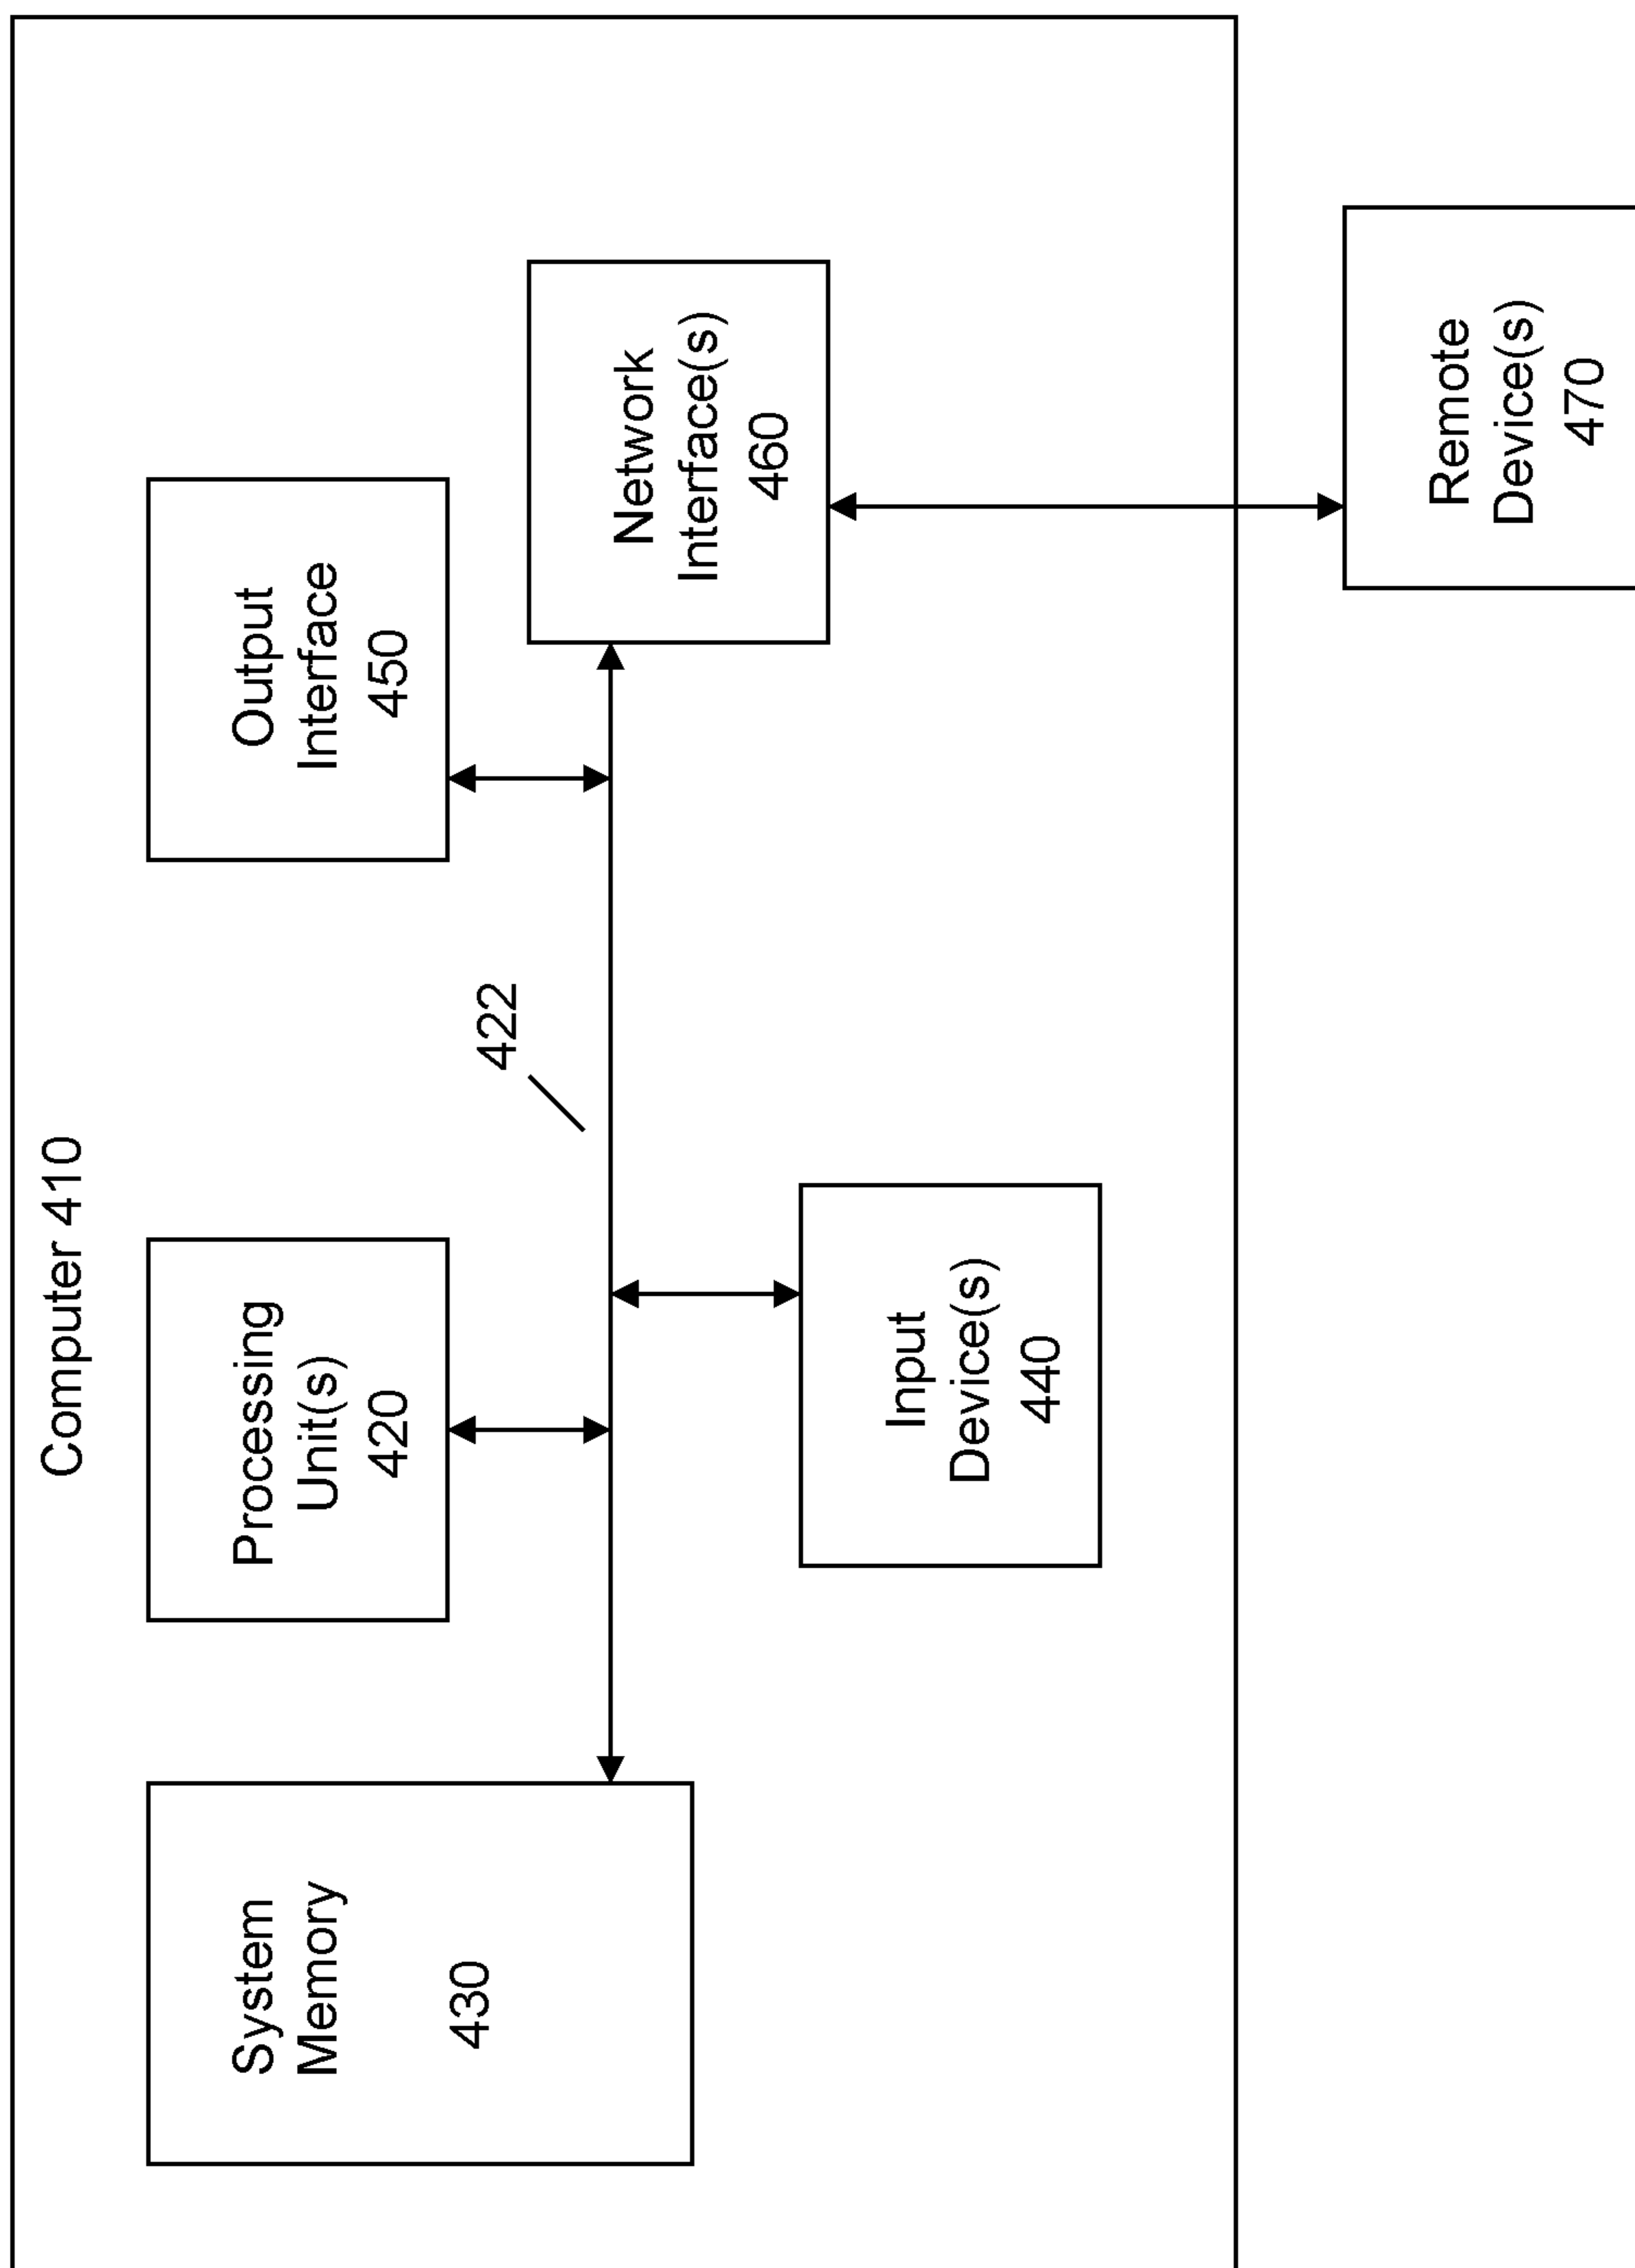 Computer 410
System
Memory
430
Processing
Unit(s)
420
422
Output
Interface
450
Input
Device(s)
440
Network
Interface(s)
460
Remote
Device(s)
470